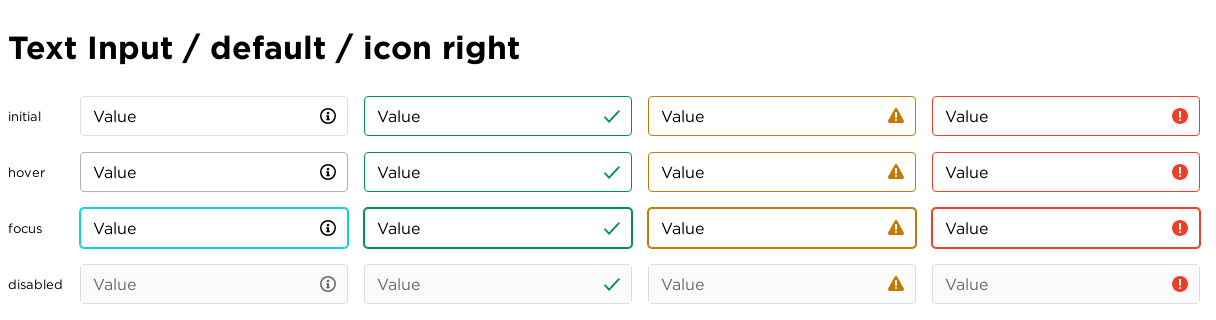 Text Input / default / icon right
initial Value Value Value Value
hover Value Value Value Value
focus Value Value Value Value
disabled Value Value Value Value